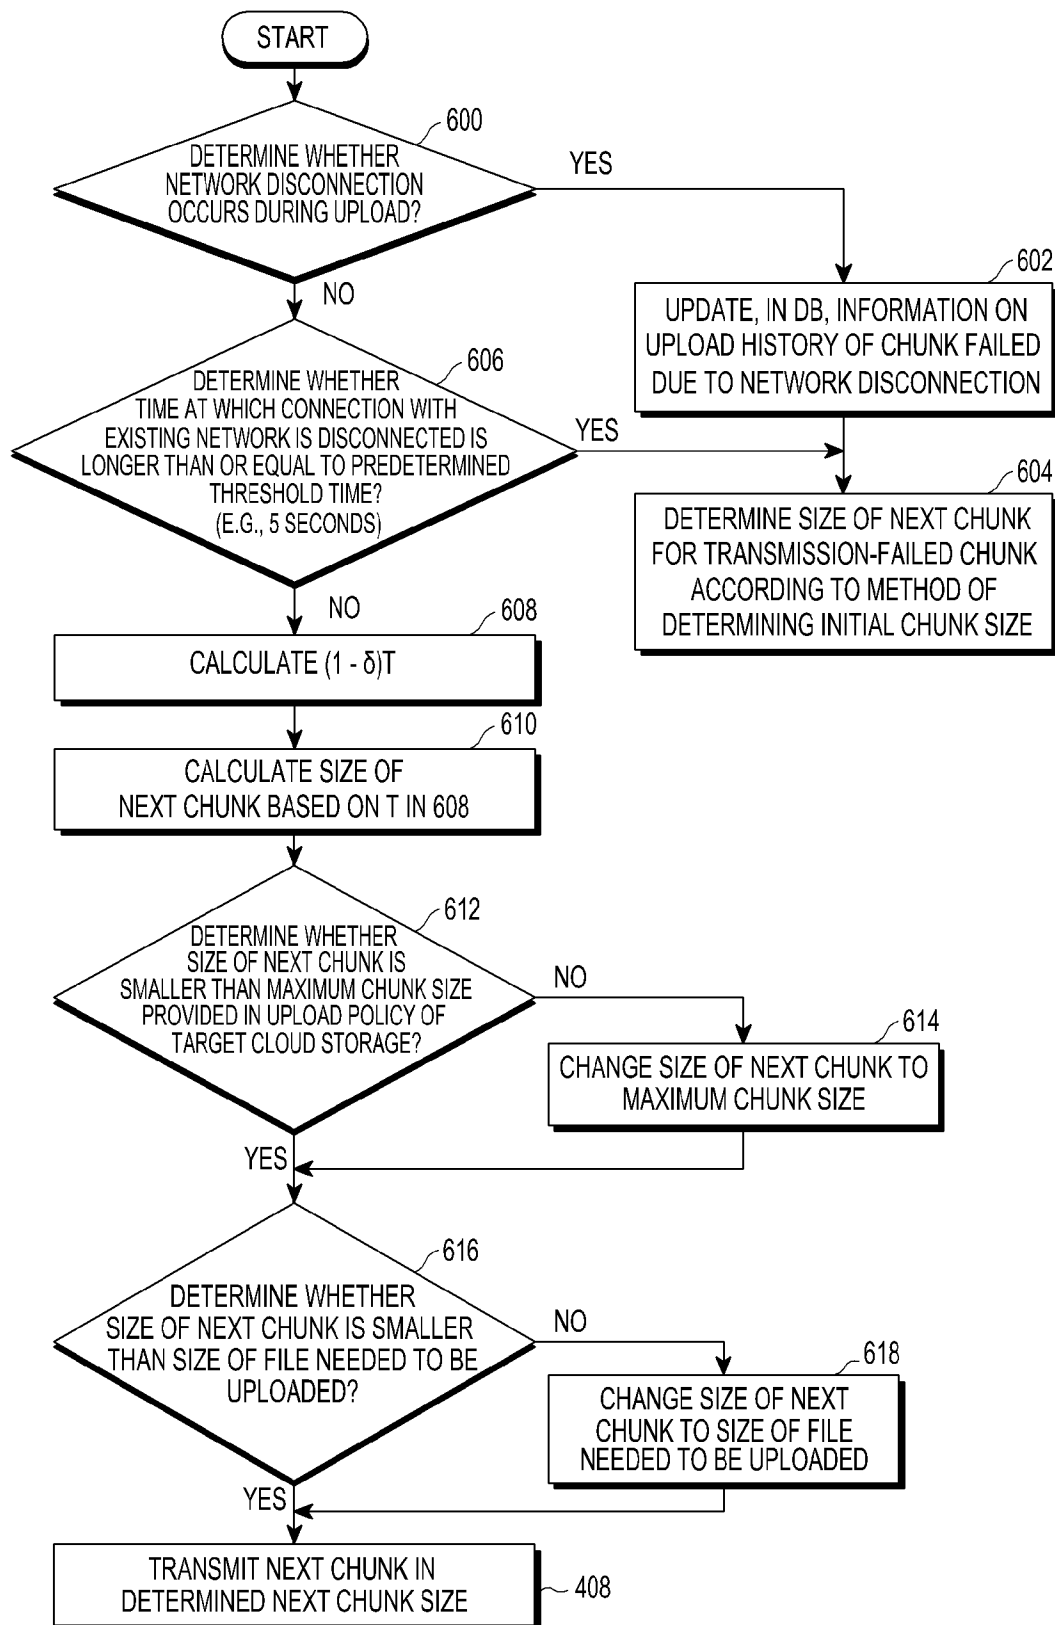 START
600
DETERMINE WHETHER
NETWORK DISCONNECTION
OCCURS DURING UPLOAD?
YES
NO
602
UPDATE, IN DB, INFORMATION ON
UPLOAD HISTORY OF CHUNK FAILED
DUE TO NETWORK DISCONNECTION
606
DETERMINE WHETHER
TIME AT WHICH CONNECTION WITH
EXISTING NETWORK IS DISCONNECTED IS
LONGER THAN OR EQUAL TO PREDETERMINED
THRESHOLD TIME?
(E.G., 5 SECONDS)
YES
NO
604
DETERMINE SIZE OF NEXT CHUNK
FOR TRANSMISSION-FAILED CHUNK
ACCORDING TO METHOD OF
DETERMINING INITIAL CHUNK SIZE
608
CALCULATE (1 - δ)T
610
CALCULATE SIZE OF
NEXT CHUNK BASED ON T IN 608
612
DETERMINE WHETHER
SIZE OF NEXT CHUNK IS
SMALLER THAN MAXIMUM CHUNK SIZE
PROVIDED IN UPLOAD POLICY OF
TARGET CLOUD STORAGE?
NO
614
CHANGE SIZE OF NEXT CHUNK TO
MAXIMUM CHUNK SIZE
YES
616
DETERMINE WHETHER
SIZE OF NEXT CHUNK IS SMALLER
THAN SIZE OF FILE NEEDED TO BE
UPLOADED?
NO
618
CHANGE SIZE OF NEXT
CHUNK TO SIZE OF FILE
NEEDED TO BE UPLOADED
YES
TRANSMIT NEXT CHUNK IN
DETERMINED NEXT CHUNK SIZE
408